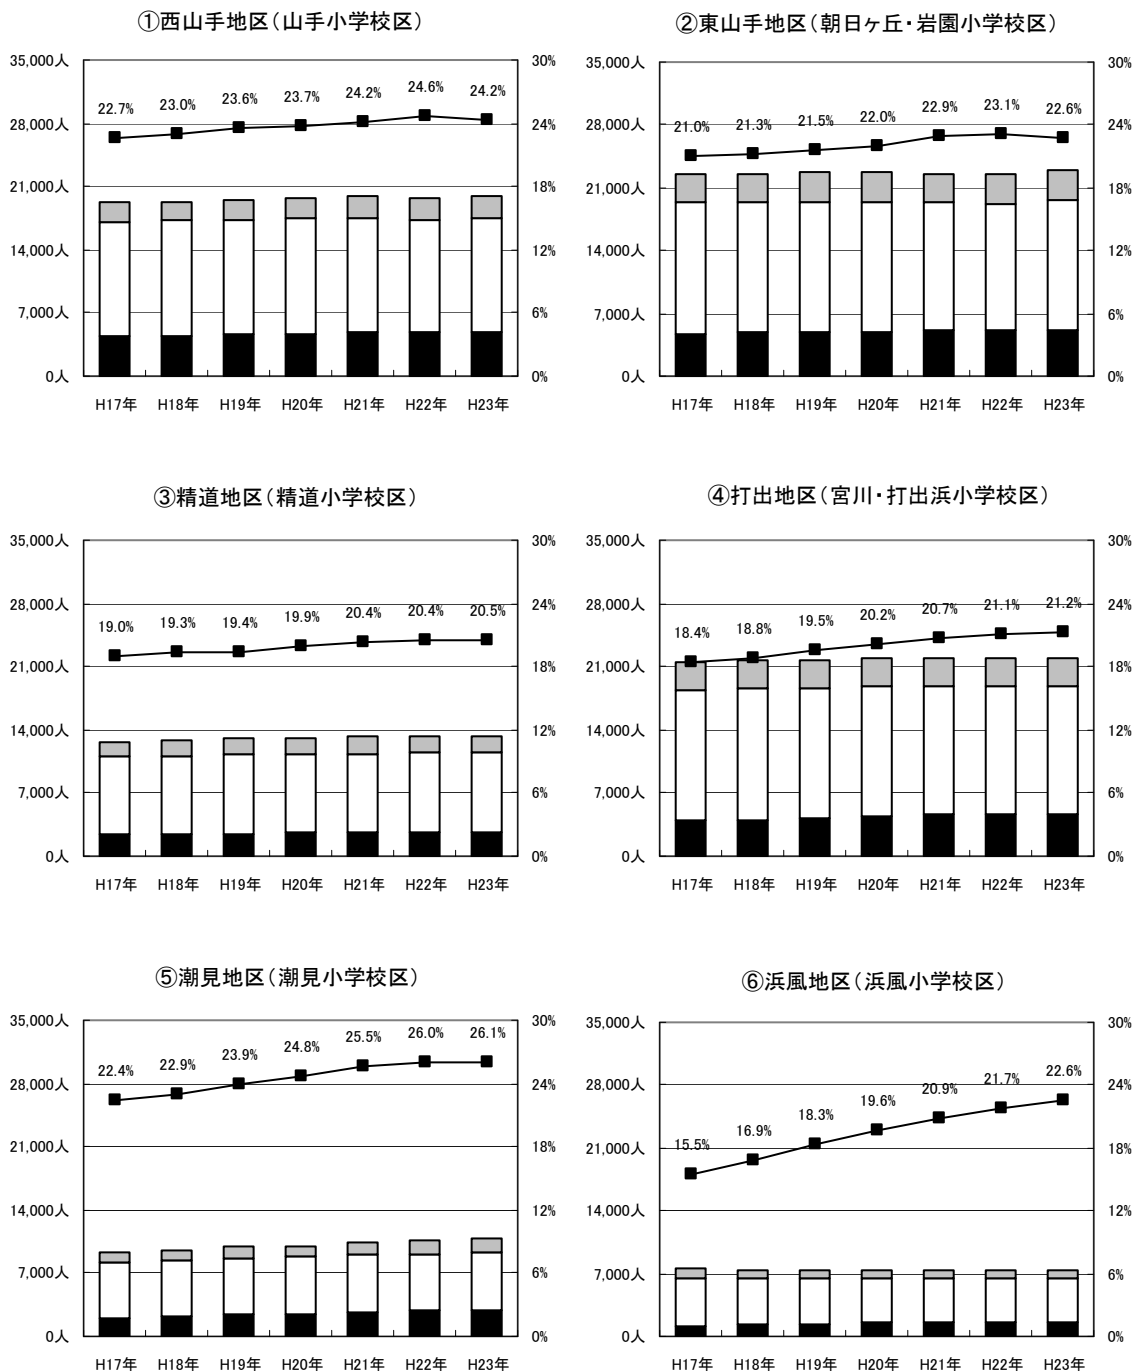 ①西山手地区(山手小学校区)
35,000人
28,000人
21,000人
14,000人
7,000人
0人
30%
24%
18%
12%
6%
0%
22.7% 23.0% 23.6% 23.7% 24.2% 24.6% 24.2%
H17年 H18年 H19年 H20年 H21年 H22年 H23年
②東山手地区(朝日ヶ丘・岩園小学校区)
35,000人
28,000人
21,000人
14,000人
7,000人
0人
30%
24%
18%
12%
6%
0%
21.0% 21.3% 21.5% 22.0% 22.9% 23.1% 22.6%
H17年 H18年 H19年 H20年 H21年 H22年 H23年
③精道地区(精道小学校区)
35,000人
28,000人
21,000人
14,000人
7,000人
0人
30%
24%
18%
12%
6%
0%
19.0% 19.3% 19.4% 19.9% 20.4% 20.4% 20.5%
H17年 H18年 H19年 H20年 H21年 H22年 H23年
④打出地区(宮川・打出浜小学校区)
35,000人
28,000人
21,000人
14,000人
7,000人
0人
30%
24%
18%
12%
6%
0%
18.4% 18.8% 19.5% 20.2% 20.7% 21.1% 21.2%
H17年 H18年 H19年 H20年 H21年 H22年 H23年
⑤潮見地区(潮見小学校区)
35,000人
28,000人
21,000人
14,000人
7,000人
0人
30%
24%
18%
12%
6%
0%
22.4% 22.9% 23.9% 24.8% 25.5% 26.0% 26.1%
H17年 H18年 H19年 H20年 H21年 H22年 H23年
⑥浜風地区(浜風小学校区)
35,000人
28,000人
21,000人
14,000人
7,000人
0人
30%
24%
18%
12%
6%
0%
15.5% 16.9% 18.3% 19.6% 20.9% 21.7% 22.6%
H17年 H18年 H19年 H20年 H21年 H22年 H23年